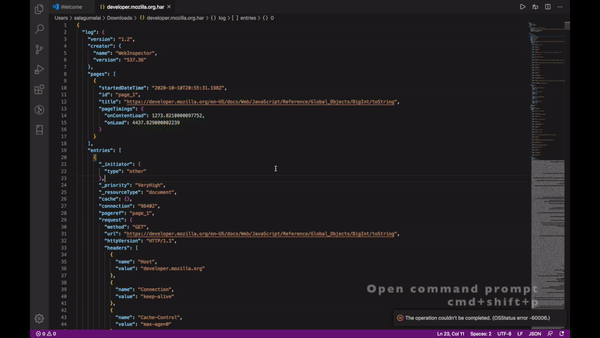 Welcome
developer.mozilla.org.har
Users > salagumalai > Downloads > developer.mozilla.org.har > {} log > [ ] entries > {} 0
1 {
2 "log": {
3 "version": "1.2",
4 "creator": {
5 "name": "WebInspector",
6 "version": "537.36"
7 },
8 "pages": [
9 {
10 "startedDateTime": "2020-10-18T20:55:31.198Z",
11 "id": "page_1",
12 "title": "https://developer.mozilla.org/en-US/docs/Web/JavaScript/Reference/Global_Objects/BigInt/toString",
13 "pageTimings": {
14 "onContentLoad": 1273.8210000097752,
15 "onLoad": 4437.029000002239
16 }
17 }
18 ],
19 "entries": [
20 {
21 "_initiator": {
22 "type": "other"
23 },
24 "_priority": "VeryHigh",
25 "_resourceType": "document",
26 "cache": {},
27 "connection": "96402",
28 "pageref": "page_1",
29 "request": {
30 "method": "GET",
31 "url": "https://developer.mozilla.org/en-US/docs/Web/JavaScript/Reference/Global_Objects/BigInt/toString",
32 "httpVersion": "HTTP/1.1",
33 "headers": [
34 {
35 "name": "Host",
36 "value": "developer.mozilla.org"
37 },
38 {
39 "name": "Connection",
40 "value": "keep-alive"
41 },
42 {
43 "name": "Cache-Control",
44 "value": "max-age=0"
Open command prompt
cmd+shift+p
The operation couldn't be completed. (OSStatus error -60006.)
0 0
Ln 23, Col 11 Spaces: 2 UTF-8 LF JSON